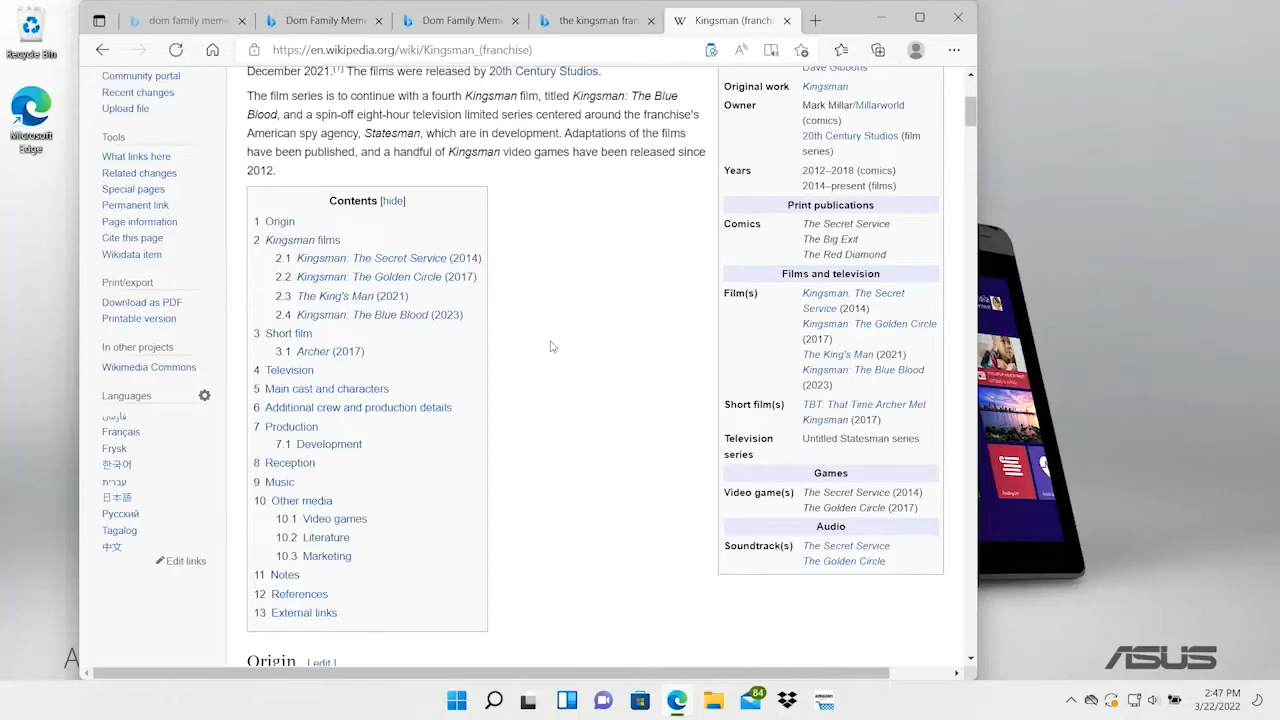 Recycle Bin
Microsoft
Edge
dom family meme
Dom Family Meme
Dom Family Meme
the kingsman fran
Kingsman (franchis
https://en.wikipedia.org/wiki/Kingsman_(franchise)
Community portal
Recent changes
Upload file
Tools
What links here
Related changes
Special pages
Permanent link
Page information
Cite this page
Wikidata item
Print/export
Download as PDF
Printable version
In other projects
Wikimedia Commons
Languages
فارسی
Français
Frysk
한국어
עברית
日本語
Русский
Tagalog
中文
Edit links
December 2021.[1] The films were released by 20th Century Studios.
The film series is to continue with a fourth Kingsman film, titled Kingsman: The Blue
Blood, and a spin-off eight-hour television limited series centered around the franchise's
American spy agency, Statesman, which are in development. Adaptations of the films
have been published, and a handful of Kingsman video games have been released since
2012.
Contents [hide]
1 Origin
2 Kingsman films
2.1 Kingsman: The Secret Service (2014)
2.2 Kingsman: The Golden Circle (2017)
2.3 The King's Man (2021)
2.4 Kingsman: The Blue Blood (2023)
3 Short film
3.1 Archer (2017)
4 Television
5 Main cast and characters
6 Additional crew and production details
7 Production
7.1 Development
8 Reception
9 Music
10 Other media
10.1 Video games
10.2 Literature
10.3 Marketing
11 Notes
12 References
13 External links
Origin [edit]
Dave Gibbons
Original work Kingsman
Owner Mark Millar/Millarworld
(comics)
20th Century Studios (film
series)
Years 2012–2018 (comics)
2014–present (films)
Print publications
Comics The Secret Service
The Big Exit
The Red Diamond
Films and television
Film(s) Kingsman: The Secret
Service (2014)
Kingsman: The Golden Circle
(2017)
The King's Man (2021)
Kingsman: The Blue Blood
(2023)
Short film(s) TBT: That Time Archer Met
Kingsman (2017)
Television Untitled Statesman series
series
Games
Video game(s) The Secret Service (2014)
The Golden Circle (2017)
Audio
Soundtrack(s) The Secret Service
The Golden Circle
ASUS
84
amazon
2:47 PM
3/22/2022